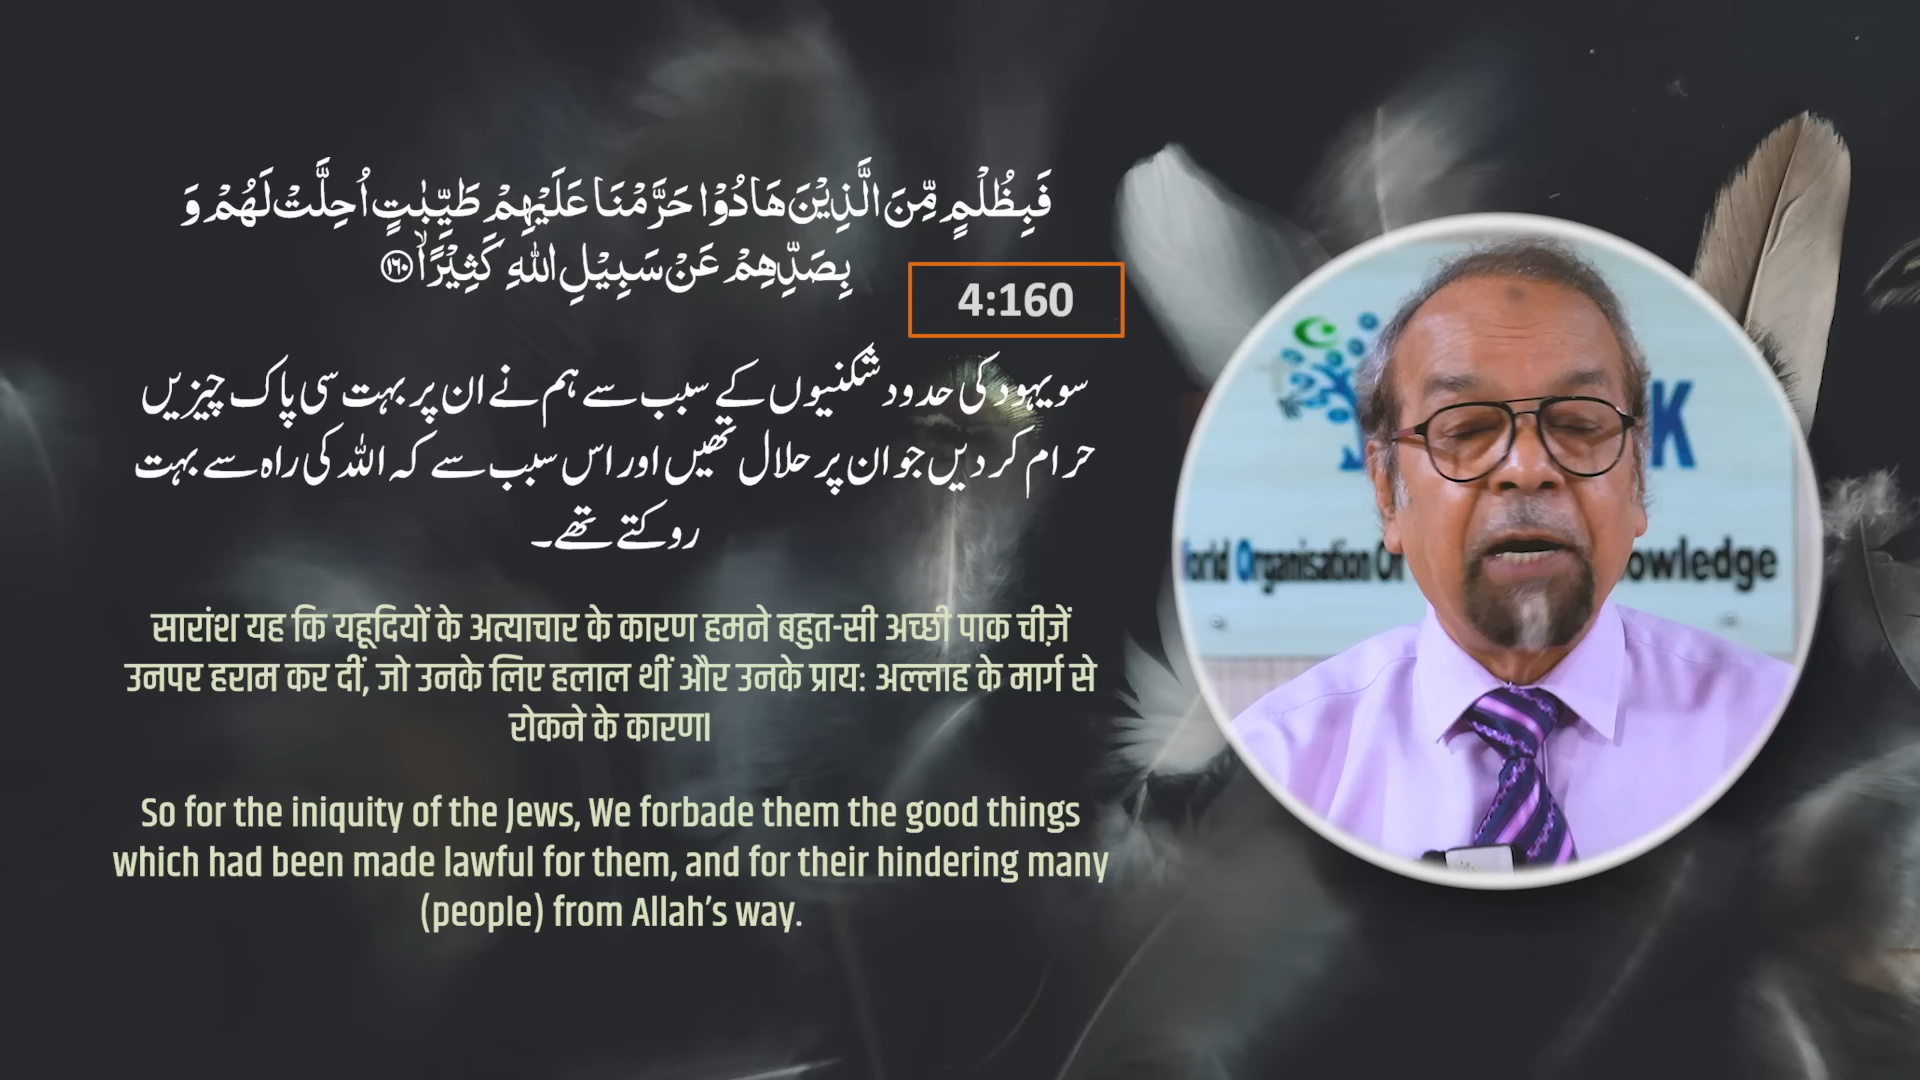 فَبِظُلْمٍ مِّنَ الَّذِيْنَ هَادُوْا حَرَّمْنَا عَلَيْهِمْ طَيِّبٰتٍ اُحِلَّتْ لَهُمْ وَ
بِصَدِّهِمْ عَنْ سَبِيْلِ اللّٰهِ كَثِيْرًاۙ ۝۱۶۰
4:160
سو یہود کی حدود شکنیوں کے سبب سے ہم نے ان پر بہت سی پاک چیزیں
حرام کر دیں جو ان پر حلال تھیں اور اس سبب سے کہ اللہ کی راہ سے بہت
روکتے تھے۔
सारांश यह कि यहूदियों के अत्याचार के कारण हमने बहुत-सी अच्छी पाक चीज़ें
उनपर हराम कर दीं, जो उनके लिए हलाल थीं और उनके प्रायः अल्लाह के मार्ग से
रोकने के कारण।
So for the iniquity of the Jews, We forbade them the good things
which had been made lawful for them, and for their hindering many
(people) from Allah's way.
K
orld Organisation Of owledge